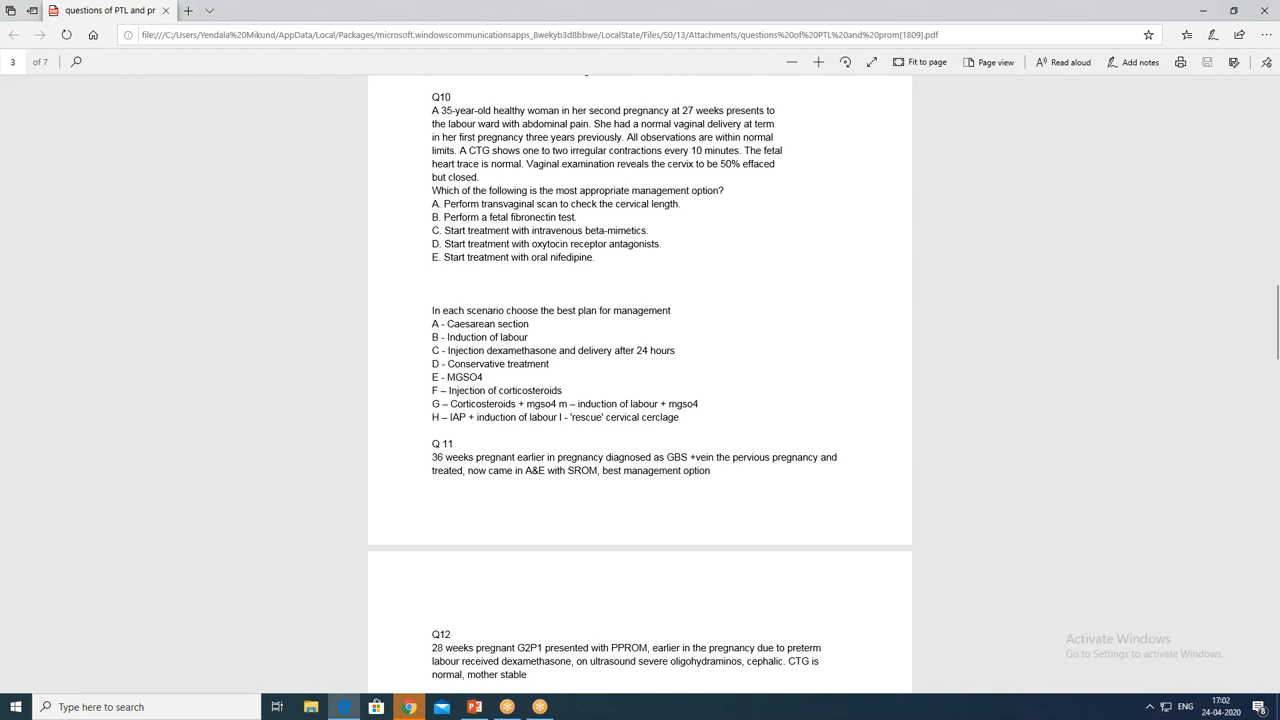 questions of PTL and pr
file:///C:/Users/Yendala%20Mikund/AppData/Local/Packages/microsoft.windowscommunicationsapps_8wekyb3d8bbwe/LocalState/Files/S0/13/Attachments/questions%20of%20PTL%20and%20prom[1809].pdf
3 of 7 Fit to page Page view Read aloud Add notes
Q10
A 35-year-old healthy woman in her second pregnancy at 27 weeks presents to
the labour ward with abdominal pain. She had a normal vaginal delivery at term
in her first pregnancy three years previously. All observations are within normal
limits. A CTG shows one to two irregular contractions every 10 minutes. The fetal
heart trace is normal. Vaginal examination reveals the cervix to be 50% effaced
but closed.
Which of the following is the most appropriate management option?
A. Perform transvaginal scan to check the cervical length.
B. Perform a fetal fibronectin test.
C. Start treatment with intravenous beta-mimetics.
D. Start treatment with oxytocin receptor antagonists.
E. Start treatment with oral nifedipine.
In each scenario choose the best plan for management
A - Caesarean section
B - Induction of labour
C - Injection dexamethasone and delivery after 24 hours
D - Conservative treatment
E - MGSO4
F – Injection of corticosteroids
G – Corticosteroids + mgso4 m – induction of labour + mgso4
H – IAP + induction of labour I - 'rescue' cervical cerclage
Q 11
36 weeks pregnant earlier in pregnancy diagnosed as GBS +vein the pervious pregnancy and
treated, now came in A&E with SROM, best management option
Q12
28 weeks pregnant G2P1 presented with PPROM, earlier in the pregnancy due to preterm
labour received dexamethasone, on ultrasound severe oligohydraminos, cephalic. CTG is
normal, mother stable
Activate Windows
Go to Settings to activate Windows.
Type here to search
ENG
17:02
24-04-2020